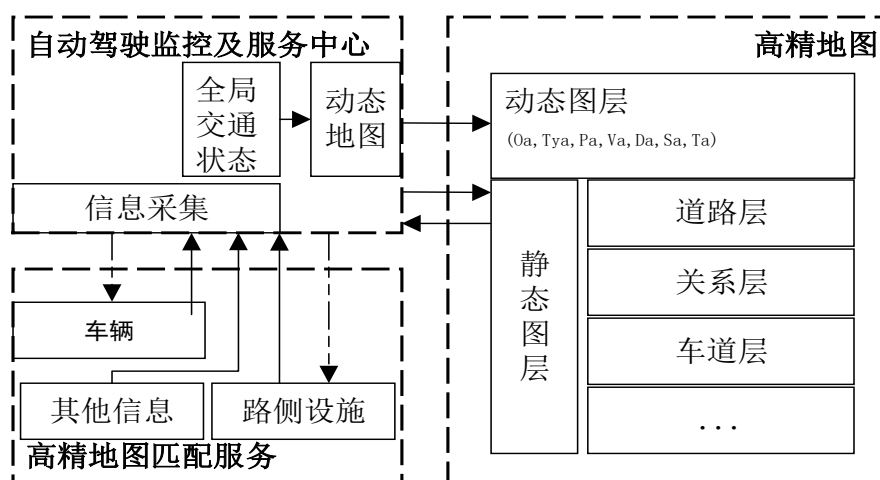 自动驾驶监控及服务中心
全局
交通
状态
动态
地图
信息采集
车辆
其他信息
路侧设施
高精地图匹配服务
高精地图
动态图层
(Oa,Tya,Pa,Va,Da,Sa,Ta)
静
态
图
层
道路层
关系层
车道层
...